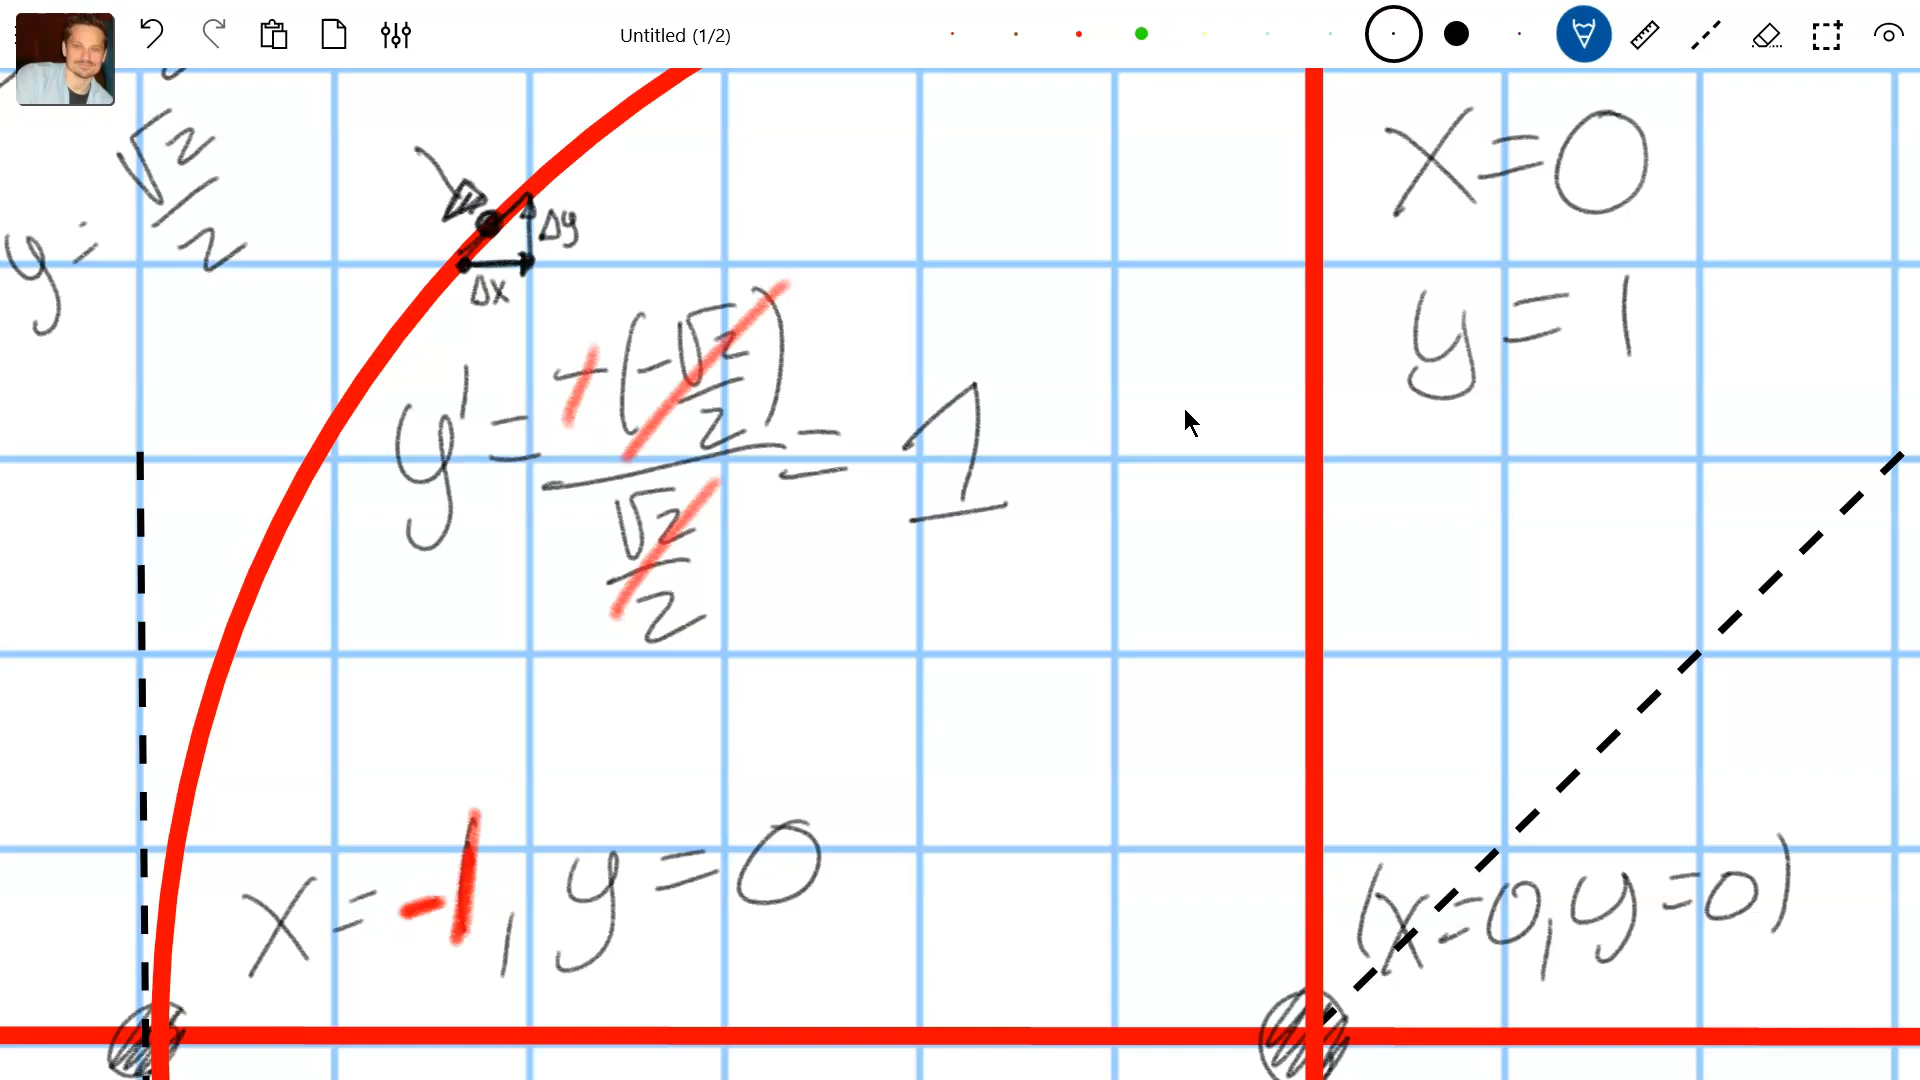 Untitled (1/2)
y = √2/2
Δy
Δx
y' = -(-√2/2) / (√2/2) = 1
x = 0
y = 1
x = -1, y = 0
(x=0, y=0)